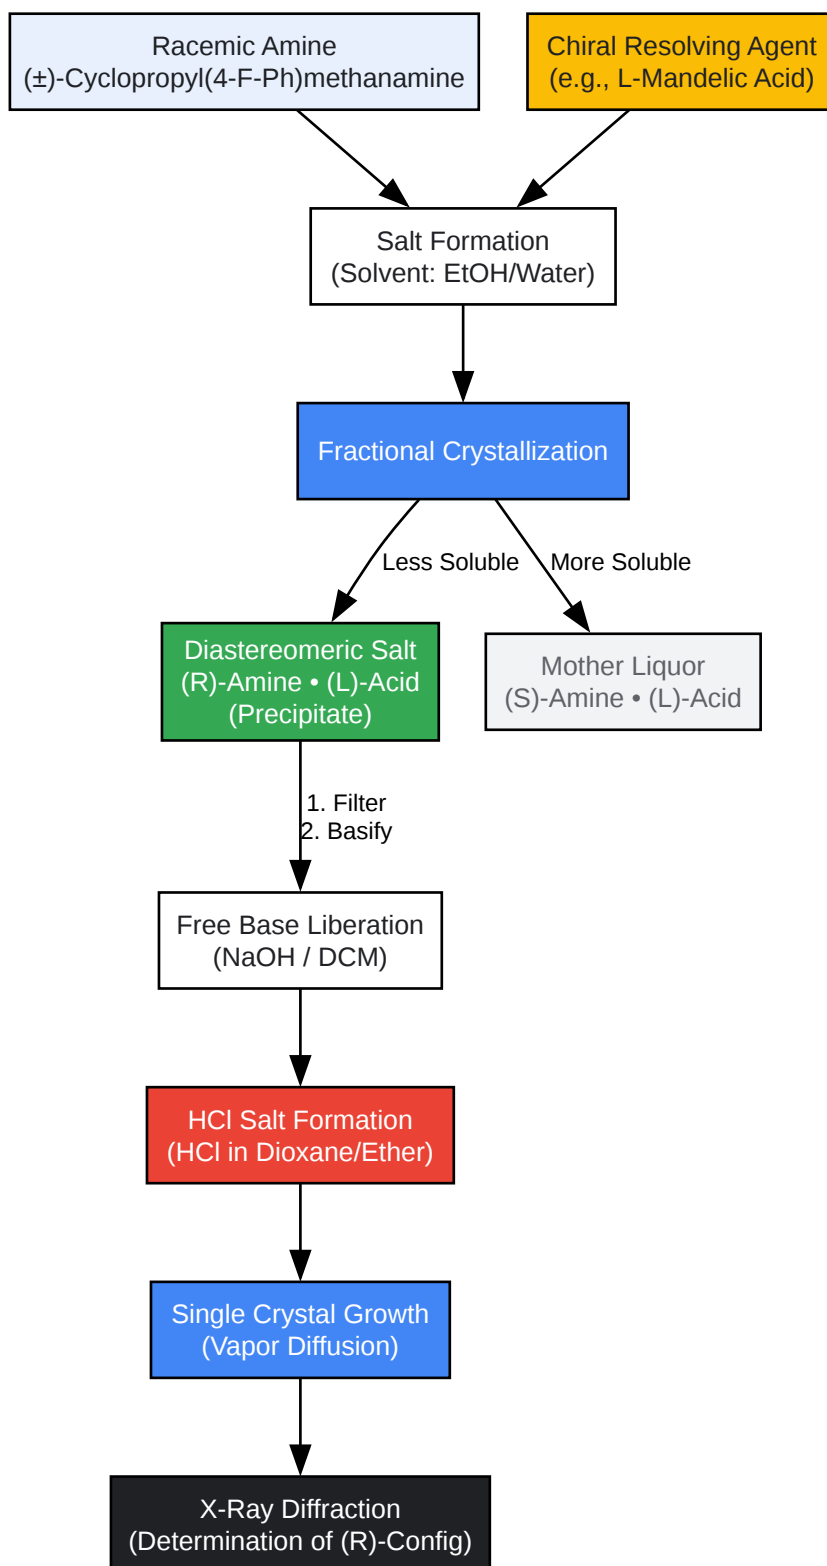 Racemic Amine
(±)-Cyclopropyl(4-F-Ph)methanamine
Chiral Resolving Agent
(e.g., L-Mandelic Acid)
Salt Formation
(Solvent: EtOH/Water)
Fractional Crystallization
Less Soluble
More Soluble
Diastereomeric Salt
(R)-Amine • (L)-Acid
(Precipitate)
Mother Liquor
(S)-Amine • (L)-Acid
1. Filter
2. Basify
Free Base Liberation
(NaOH / DCM)
HCl Salt Formation
(HCl in Dioxane/Ether)
Single Crystal Growth
(Vapor Diffusion)
X-Ray Diffraction
(Determination of (R)-Config)